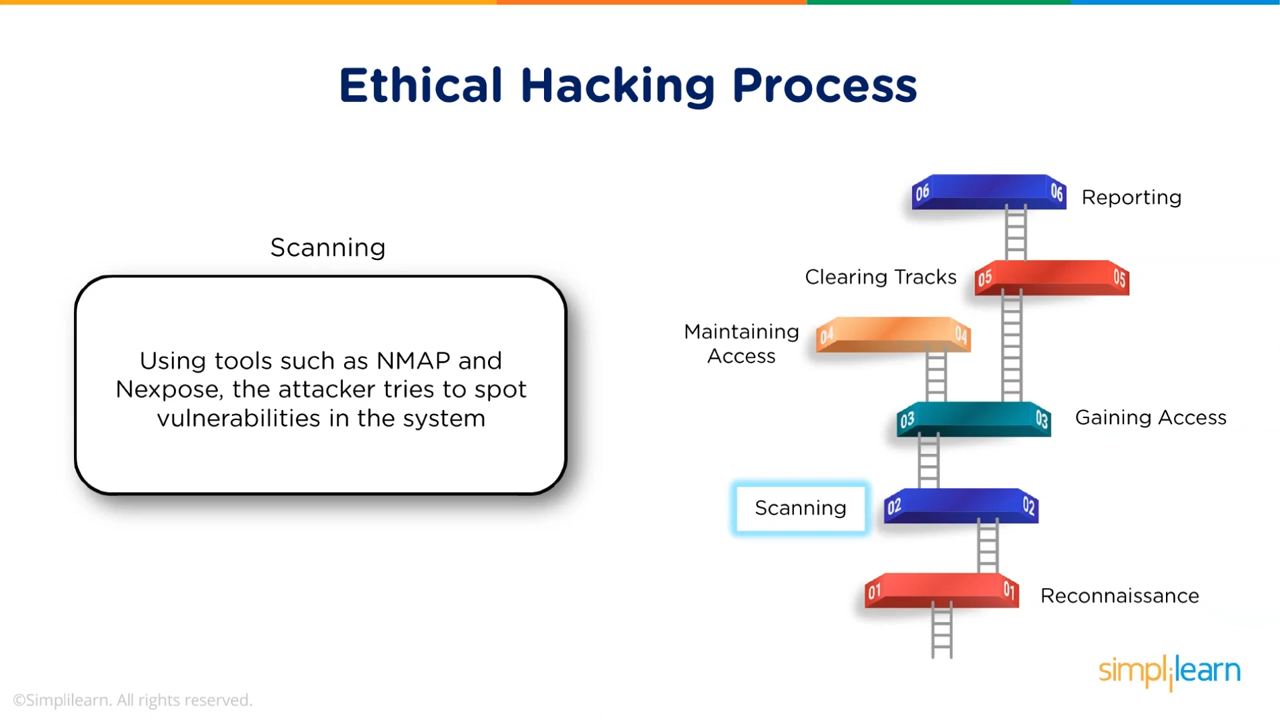 Ethical Hacking Process
Scanning
Using tools such as NMAP and
Nexpose, the attacker tries to spot
vulnerabilities in the system
06 06
Reporting
Clearing Tracks
05 05
Maintaining
Access
04 04
03 03
Gaining Access
Scanning
02 02
01 01
Reconnaissance
simplilearn
©Simplilearn. All rights reserved.